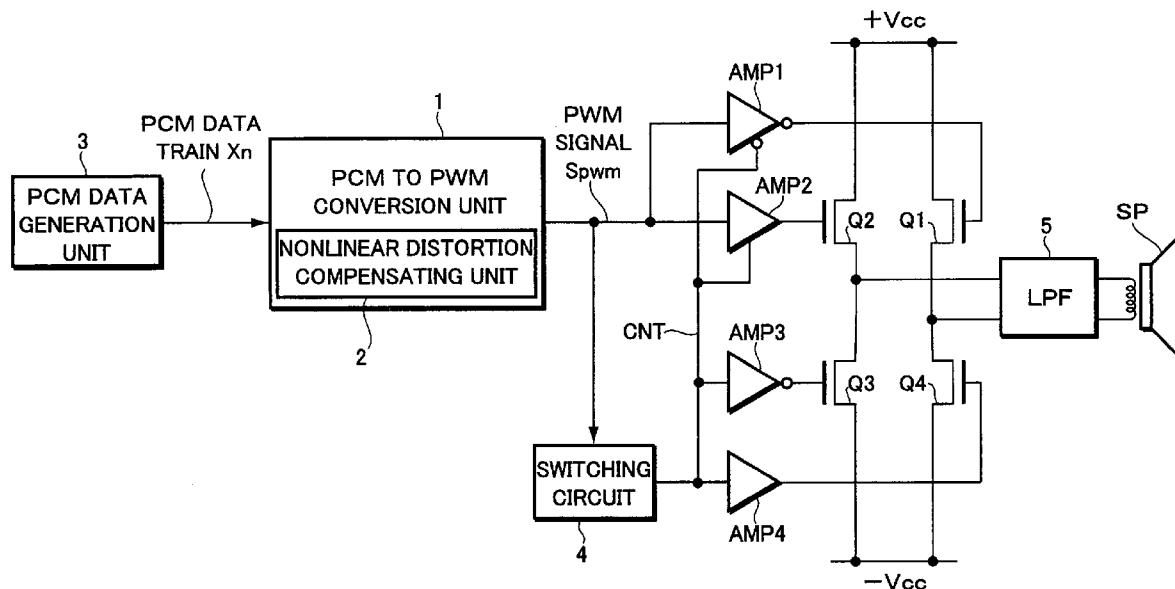 +Vcc
AMP1
1
PWM
SIGNAL
Spwm
PCM DATA
TRAIN Xn
3
PCM DATA
GENERATION
UNIT
PCM TO PWM
CONVERSION UNIT
NONLINEAR DISTORTION
COMPENSATING UNIT
2
AMP2
Q2
Q1
SP
5
LPF
CNT
AMP3
Q3
Q4
SWITCHING
CIRCUIT
4
AMP4
-Vcc